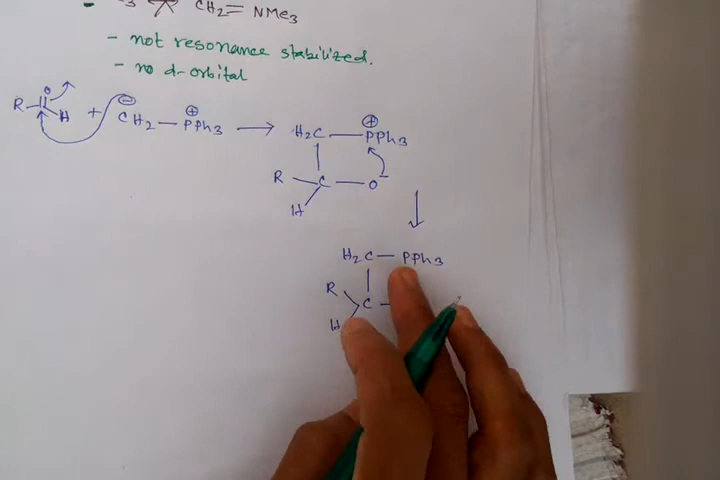 CH2= NMe3
- not resonance stabilized.
- no d-orbital
R O H + ⊖ CH2 — ⊕ PPh3 → H2C — ⊕ PPh3
R — C — O−
H
H2C — PPh3
R C —
H